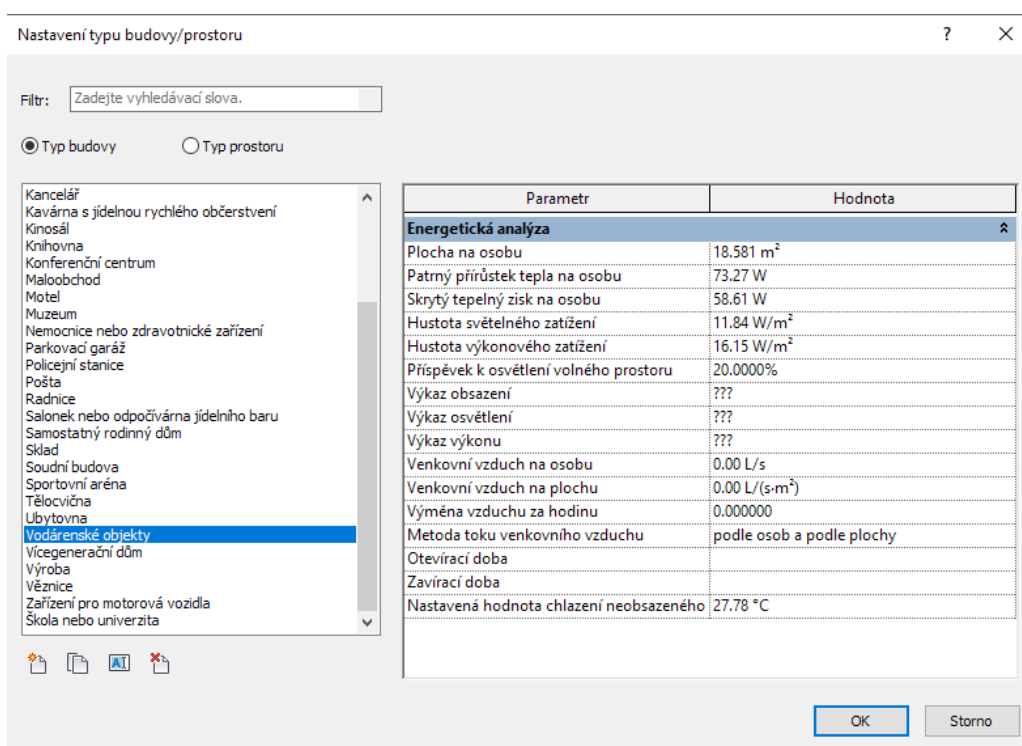 Nastavení typu budovy/prostoru
?
Filtr: Zadejte vyhledávací slova.
Typ budovy Typ prostoru
Kancelář
Kavárna s jídelnou rychlého občerstvení
Kinosál
Knihovna
Konferenční centrum
Maloobchod
Motel
Muzeum
Nemocnice nebo zdravotnické zařízení
Parkovací garáž
Policejní stanice
Pošta
Radnice
Salonek nebo odpočívárna jídelního baru
Samostatný rodinný dům
Sklad
Soudní budova
Sportovní aréna
Tělocvična
Ubytovna
Vodárenské objekty
Vícegenerační dům
Výroba
Věznice
Zařízení pro motorová vozidla
Škola nebo univerzita
AI
Parametr Hodnota
Energetická analýza
Plocha na osobu 18.581 m²
Patrný přírůstek tepla na osobu 73.27 W
Skrytý tepelný zisk na osobu 58.61 W
Hustota světelného zatížení 11.84 W/m²
Hustota výkonového zatížení 16.15 W/m²
Příspěvek k osvětlení volného prostoru 20.0000%
Výkaz obsazení ???
Výkaz osvětlení ???
Výkaz výkonu ???
Venkovní vzduch na osobu 0.00 L/s
Venkovní vzduch na plochu 0.00 L/(s·m²)
Výměna vzduchu za hodinu 0.000000
Metoda toku venkovního vzduchu podle osob a podle plochy
Otevírací doba
Zavírací doba
Nastavená hodnota chlazení neobsazeného 27.78 °C
OK Storno